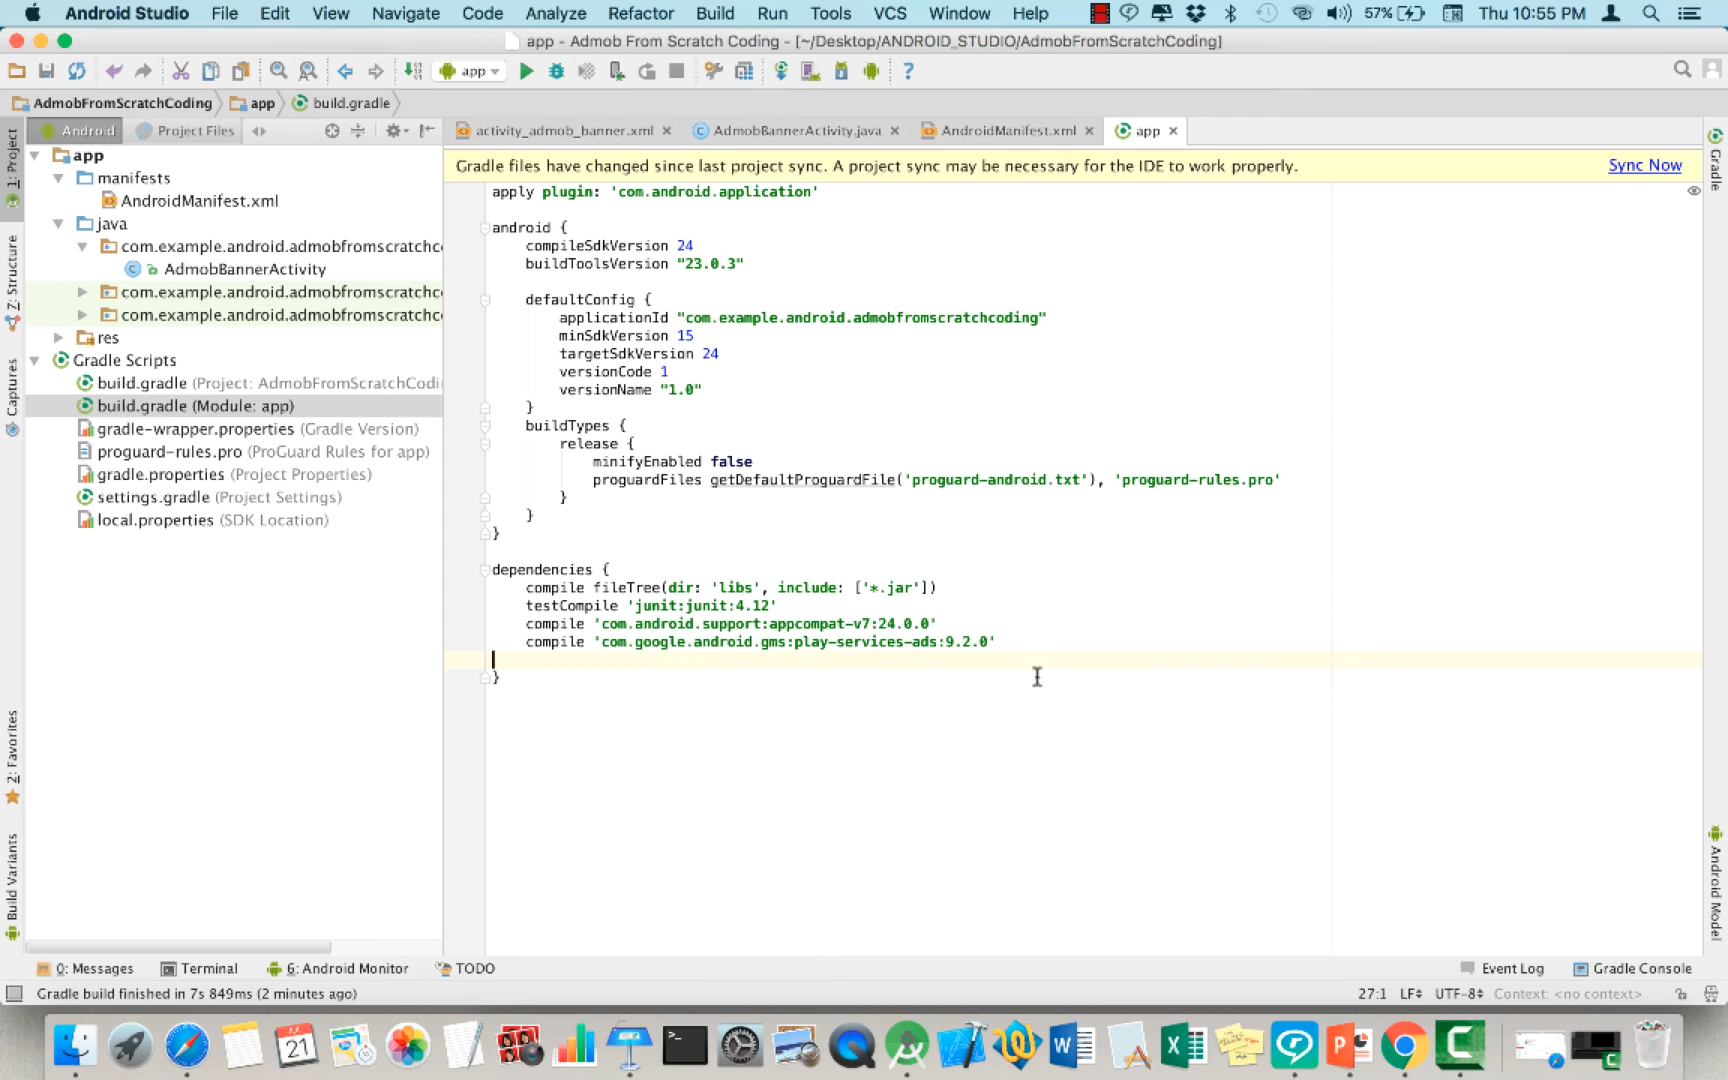 Android Studio File Edit View Navigate Code Analyze Refactor Build Run Tools VCS Window Help 57% Thu 10:55 PM
app - Admob From Scratch Coding - [~/Desktop/ANDROID_STUDIO/AdmobFromScratchCoding]
app
AdmobFromScratchCoding app build.gradle
Android Project Files
activity_admob_banner.xml AdmobBannerActivity.java AndroidManifest.xml app
Gradle files have changed since last project sync. A project sync may be necessary for the IDE to work properly. Sync Now
1: Project
7: Structure
Captures
2: Favorites
Build Variants
app
manifests
AndroidManifest.xml
java
com.example.android.admobfromscratchc
AdmobBannerActivity
com.example.android.admobfromscratchc
com.example.android.admobfromscratchc
res
Gradle Scripts
build.gradle (Project: AdmobFromScratchCodi
build.gradle (Module: app)
gradle-wrapper.properties (Gradle Version)
proguard-rules.pro (ProGuard Rules for app)
gradle.properties (Project Properties)
settings.gradle (Project Settings)
local.properties (SDK Location)
apply plugin: 'com.android.application'
android {
compileSdkVersion 24
buildToolsVersion "23.0.3"
defaultConfig {
applicationId "com.example.android.admobfromscratchcoding"
minSdkVersion 15
targetSdkVersion 24
versionCode 1
versionName "1.0"
}
buildTypes {
release {
minifyEnabled false
proguardFiles getDefaultProguardFile('proguard-android.txt'), 'proguard-rules.pro'
}
}
}
dependencies {
compile fileTree(dir: 'libs', include: ['*.jar'])
testCompile 'junit:junit:4.12'
compile 'com.android.support:appcompat-v7:24.0.0'
compile 'com.google.android.gms:play-services-ads:9.2.0'
}
Gradle
Android Model
0: Messages Terminal 6: Android Monitor TODO Event Log Gradle Console
Gradle build finished in 7s 849ms (2 minutes ago) 27:1 LF UTF-8 Context: <no context>
JUL
21